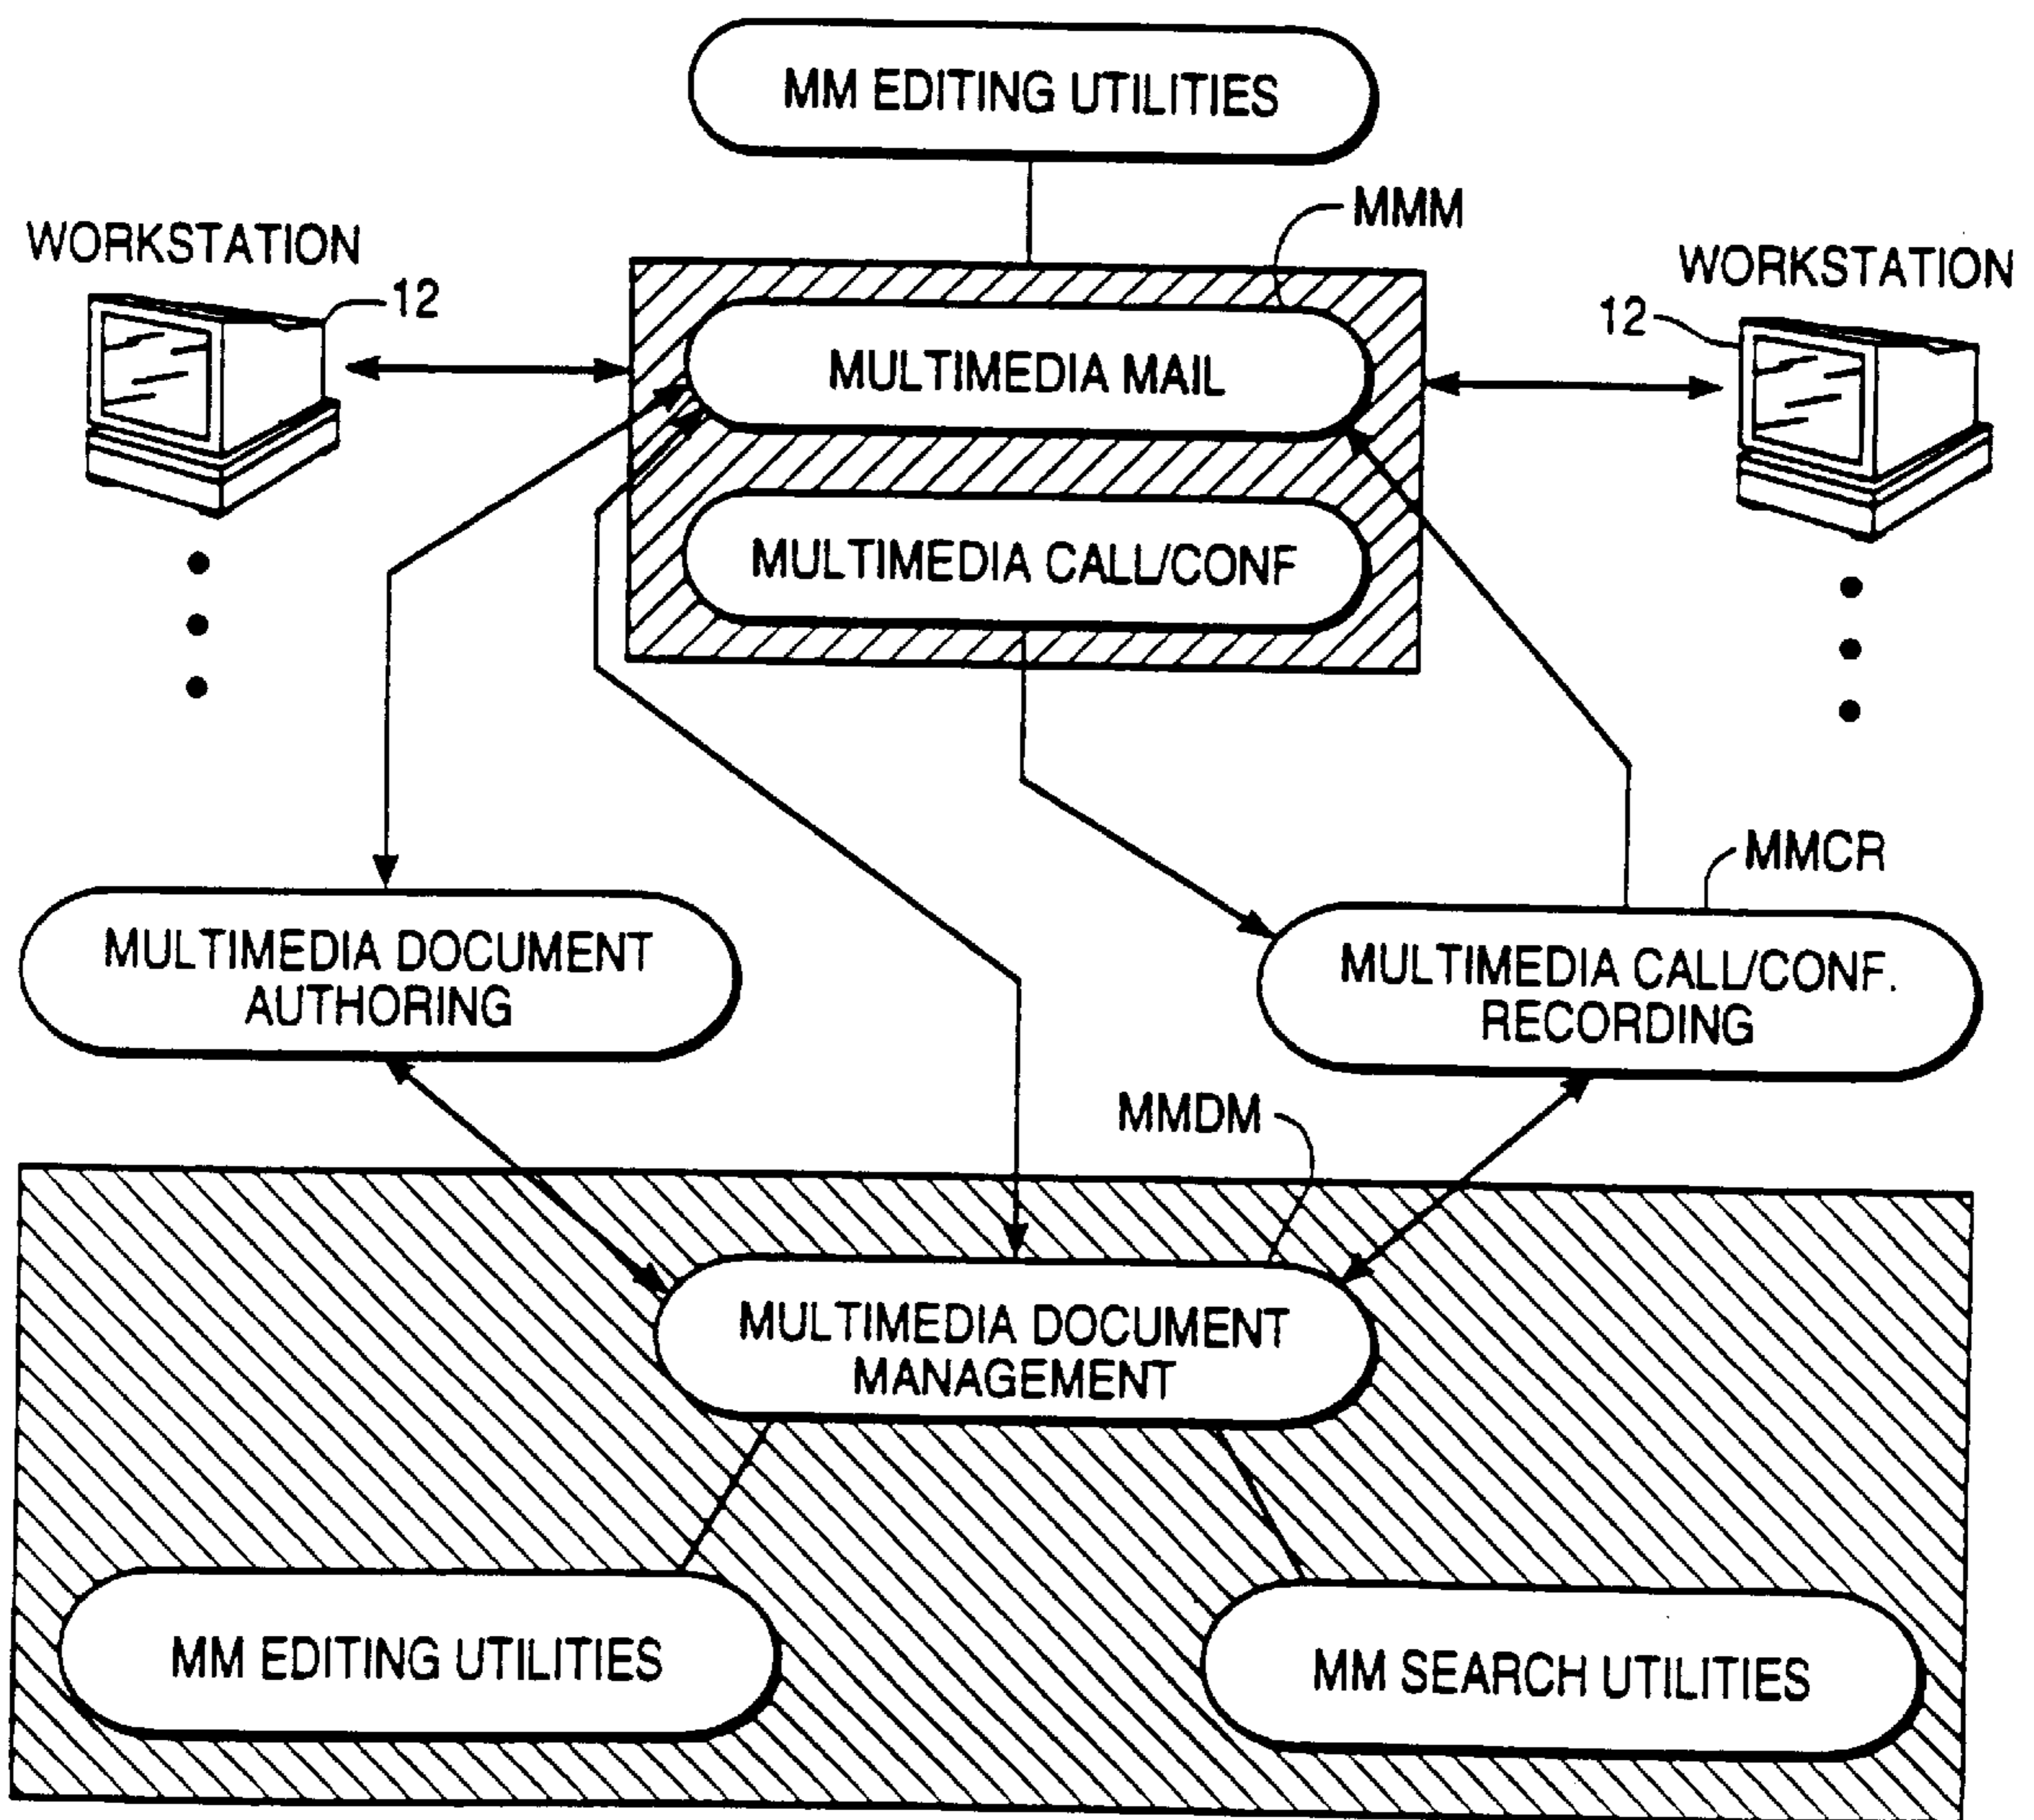 MM EDITING UTILITIES
MMM
WORKSTATION
12
WORKSTATION
12
MULTIMEDIA MAIL
MULTIMEDIA CALL/CONF
MMCR
MULTIMEDIA DOCUMENT
AUTHORING
MULTIMEDIA CALL/CONF.
RECORDING
MMDM
MULTIMEDIA DOCUMENT
MANAGEMENT
MM EDITING UTILITIES
MM SEARCH UTILITIES